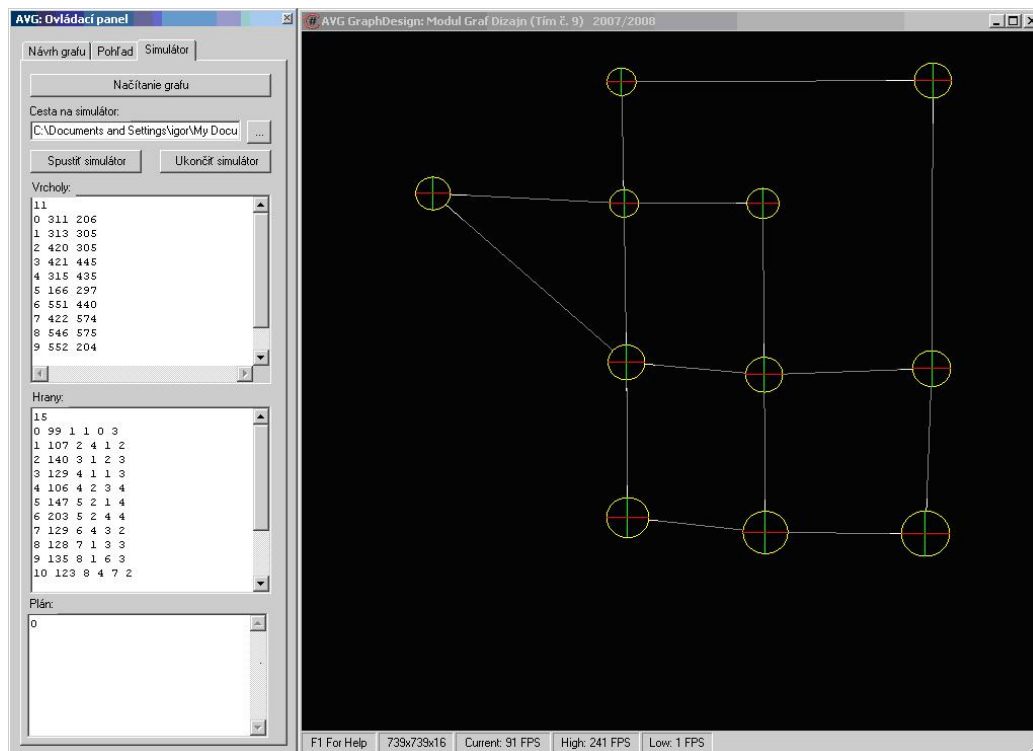 AVG: Ovládací panel
Návrh grafu
Pohľad
Simulátor
Načítanie grafu
Cesta na simulátor:
C:\Documents and Settings\igor\My Docu
...
Spustiť simulátor
Ukončiť simulátor
Vrcholy:
11
0 311 206
1 313 305
2 420 305
3 421 445
4 315 435
5 166 297
6 551 440
7 422 574
8 546 575
9 552 204
Hrany:
15
0 99 1 1 0 3
1 107 2 4 1 2
2 140 3 1 2 3
3 129 4 1 1 3
4 106 4 2 3 4
5 147 5 2 1 4
6 203 5 2 4 4
7 129 6 4 3 2
8 128 7 1 3 3
9 135 8 1 6 3
10 123 8 4 7 2
Plán:
0
AVG GraphDesign: Modul Graf Dizajn (Tím č. 9) 2007/2008
F1 For Help
739x739x16
Current: 91 FPS
High: 241 FPS
Low: 1 FPS